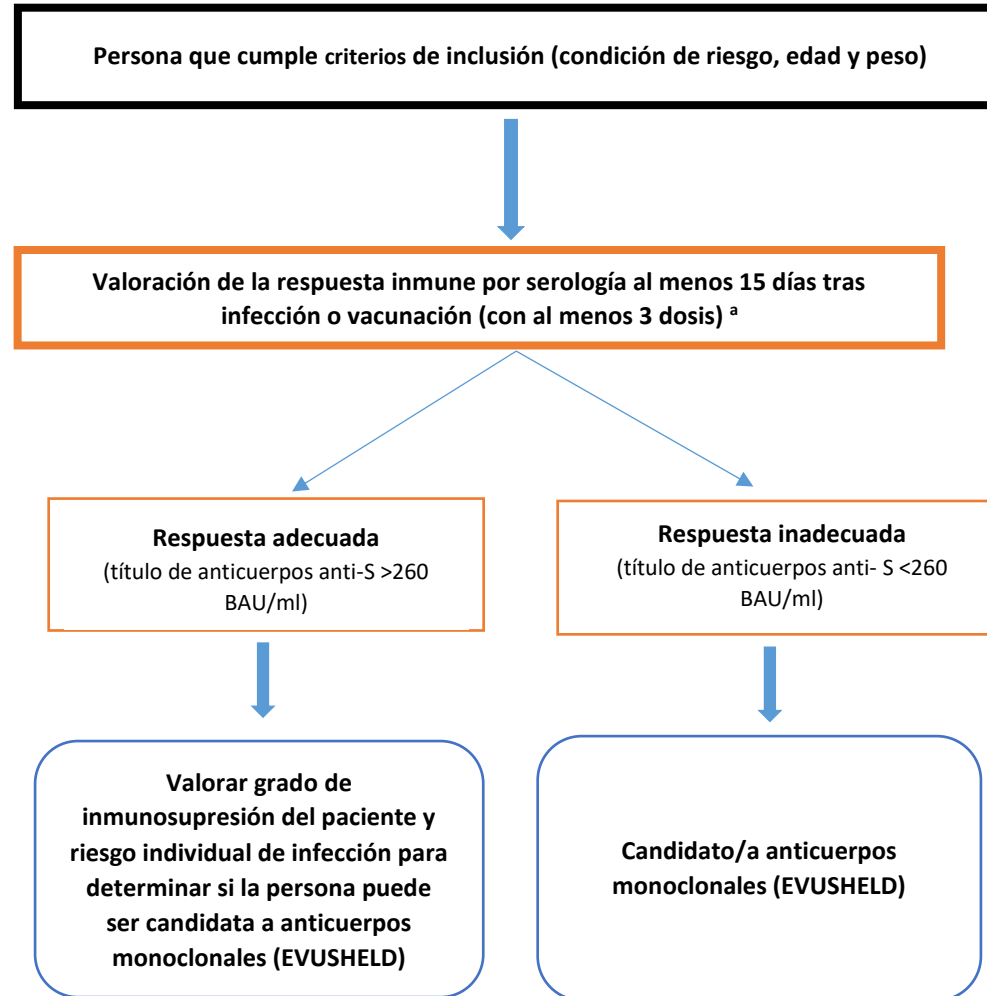 Persona que cumple criterios de inclusión (condición de riesgo, edad y peso)
Valoración de la respuesta inmune por serología al menos 15 días tras
infección o vacunación (con al menos 3 dosis) ᵃ
Respuesta adecuada
(título de anticuerpos anti-S >260
BAU/ml)
Respuesta inadecuada
(título de anticuerpos anti- S <260
BAU/ml)
Valorar grado de
inmunosupresión del paciente y
riesgo individual de infección para
determinar si la persona puede
ser candidata a anticuerpos
monoclonales (EVUSHELD)
Candidato/a anticuerpos
monoclonales (EVUSHELD)